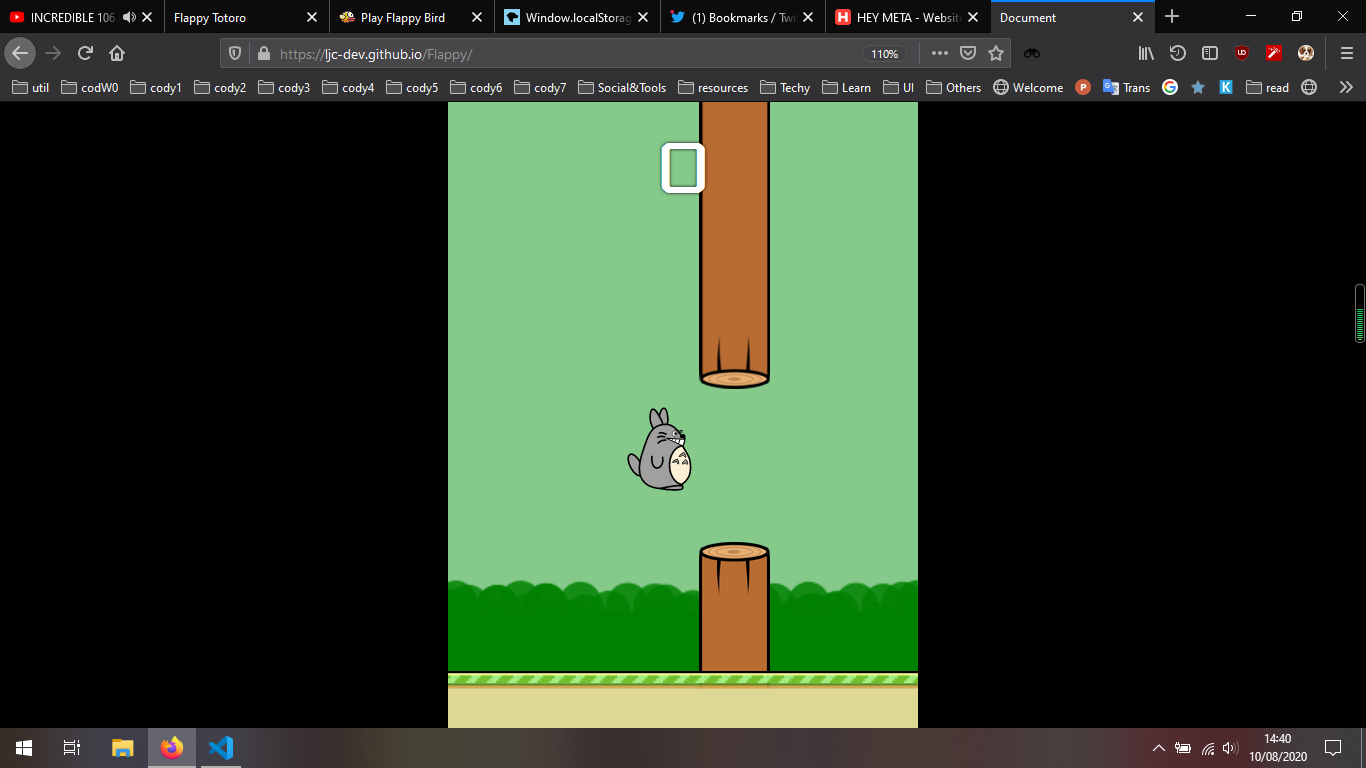 INCREDIBLE 106
Flappy Totoro
Play Flappy Bird
Window.localStorag
(1) Bookmarks / Twi
HEY META - Websit
Document
https://ljc-dev.github.io/Flappy/
110%
util
codW0
cody1
cody2
cody3
cody4
cody5
cody6
cody7
Social&Tools
resources
Techy
Learn
UI
Others
Welcome
Trans
read
0
14:40
10/08/2020